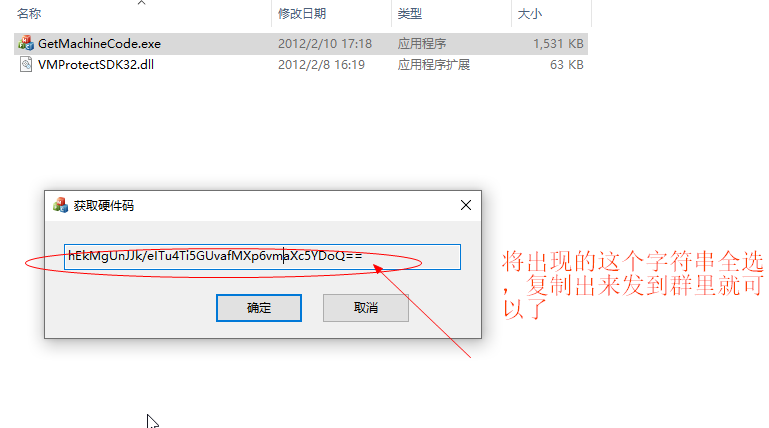 名称 修改日期 类型 大小
GetMachineCode.exe 2012/2/10 17:18 应用程序 1,531 KB
VMProtectSDK32.dll 2012/2/8 16:19 应用程序扩展 63 KB
获取硬件码
hEkMgUnJJk/eITu4Ti5GUvafMXp6vmaXc5YDoQ==
确定 取消
将出现的这个字符串全选
，复制出来发到群里就可
以了